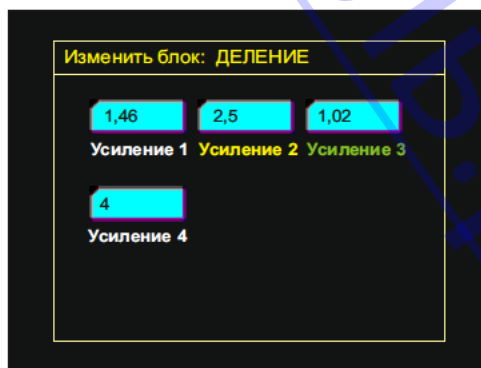 Изменить блок: ДЕЛЕНИЕ
1,46 2,5 1,02
Усиление 1 Усиление 2 Усиление 3
4
Усиление 4